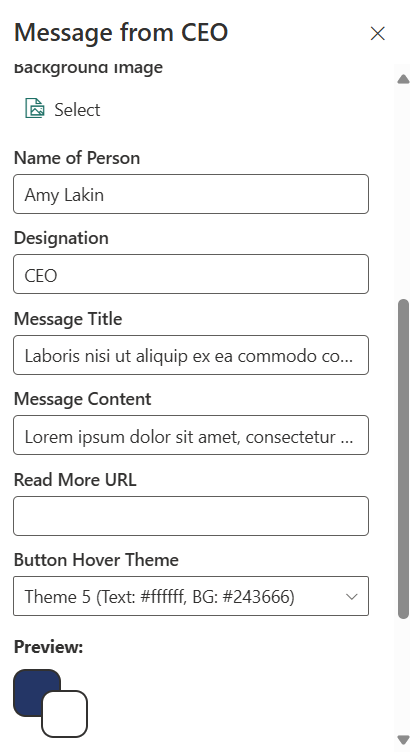 Message from CEO
Background Image
Select
Name of Person
Amy Lakin
Designation
CEO
Message Title
Laboris nisi ut aliquip ex ea commodo co...
Message Content
Lorem ipsum dolor sit amet, consectetur ...
Read More URL
Button Hover Theme
Theme 5 (Text: #ffffff, BG: #243666)
Preview: